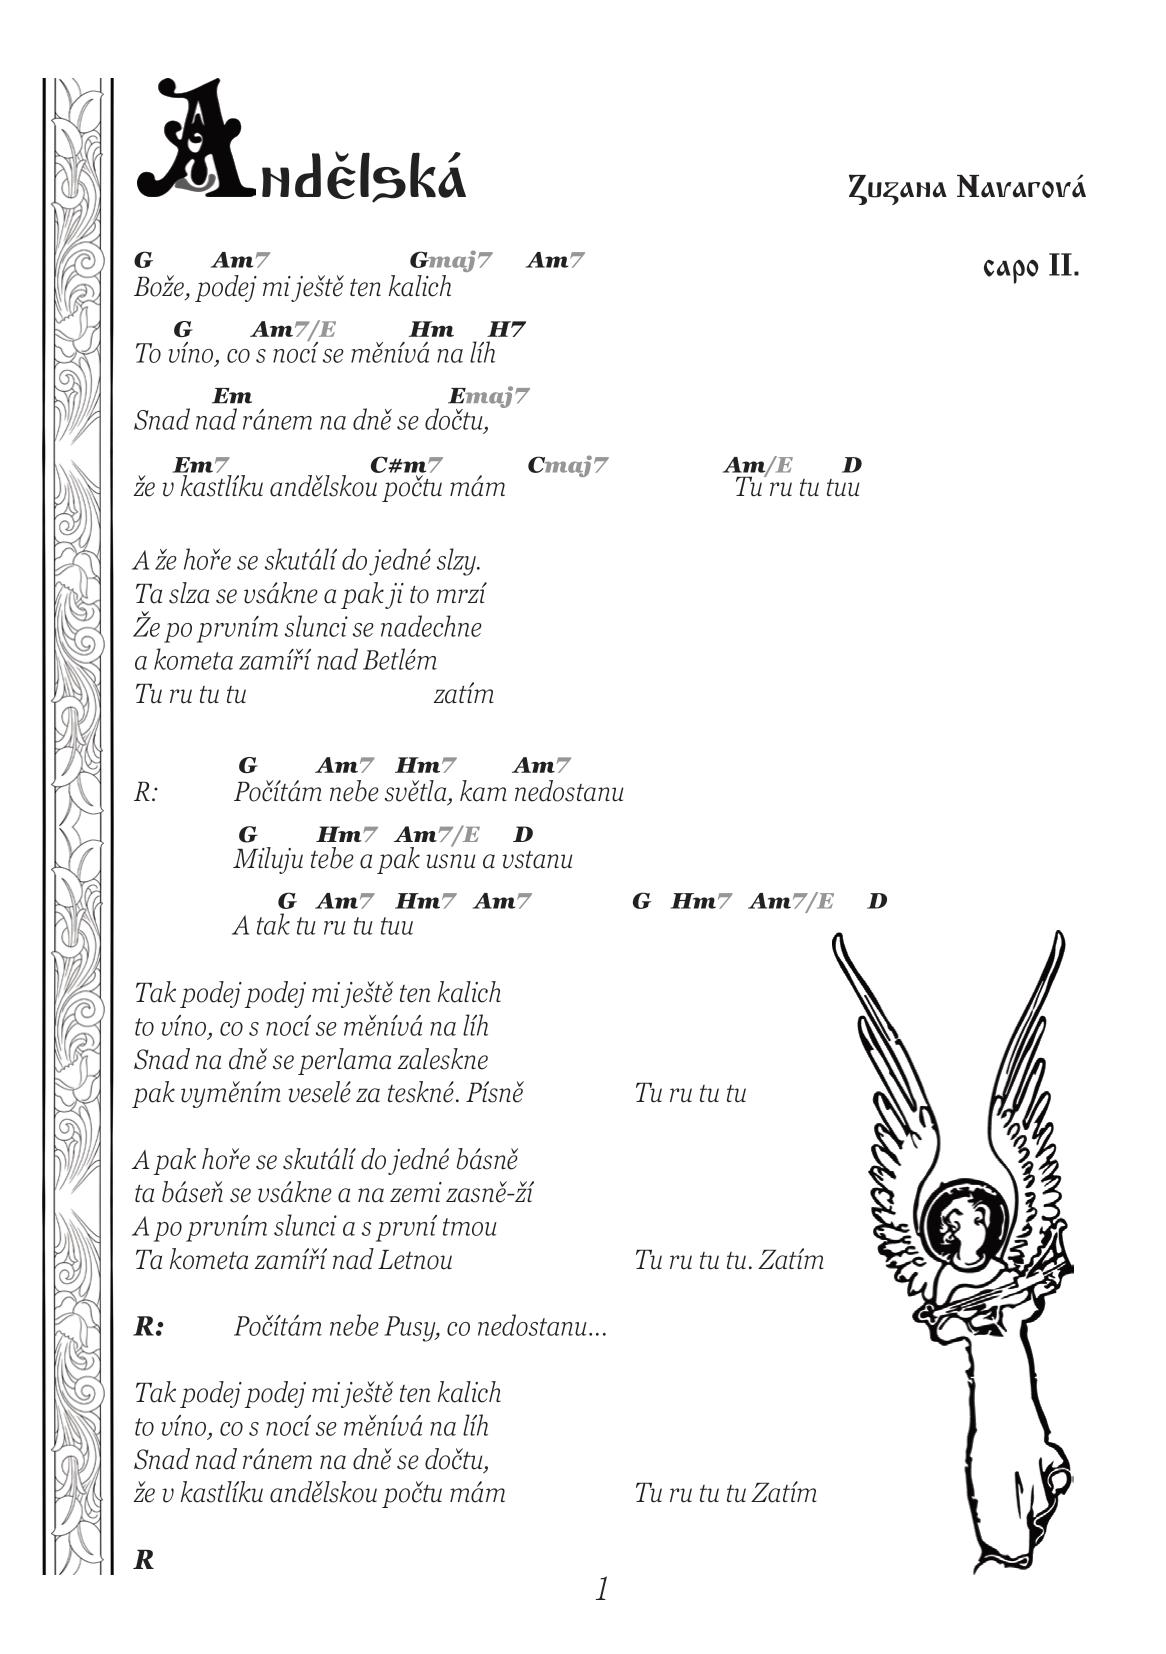 Andělská
Zuzana Navarová
capo II.
G Am7 Gmaj7 Am7
Bože, podej mi ještě ten kalich
G Am7/E Hm H7
To víno, co s nocí se měnívá na líh
Em Emaj7
Snad nad ránem na dně se dočtu,
Em7 C#m7 Cmaj7 Am/E D
že v kastlíku andělskou počtu mám Tu ru tu tuu
A že hoře se skutálí do jedné slzy.
Ta slza se vsákne a pak ji to mrzí
Že po prvním slunci se nadechne
a kometa zamíří nad Betlém
Tu ru tu tu zatím
G Am7 Hm7 Am7
R: Počítám nebe světla, kam nedostanu
G Hm7 Am7/E D
Miluju tebe a pak usnu a vstanu
G Am7 Hm7 Am7 G Hm7 Am7/E D
A tak tu ru tu tuu
Tak podej podej mi ještě ten kalich
to víno, co s nocí se měnívá na líh
Snad na dně se perlama zaleskne
pak vyměním veselé za teskné. Písně Tu ru tu tu
A pak hoře se skutálí do jedné básně
ta báseň se vsákne a na zemi zasně-ží
A po prvním slunci a s první tmou
Ta kometa zamíří nad Letnou Tu ru tu tu. Zatím
R: Počítám nebe Pusy, co nedostanu...
Tak podej podej mi ještě ten kalich
to víno, co s nocí se měnívá na líh
Snad nad ránem na dně se dočtu,
že v kastlíku andělskou počtu mám Tu ru tu tu Zatím
R
1